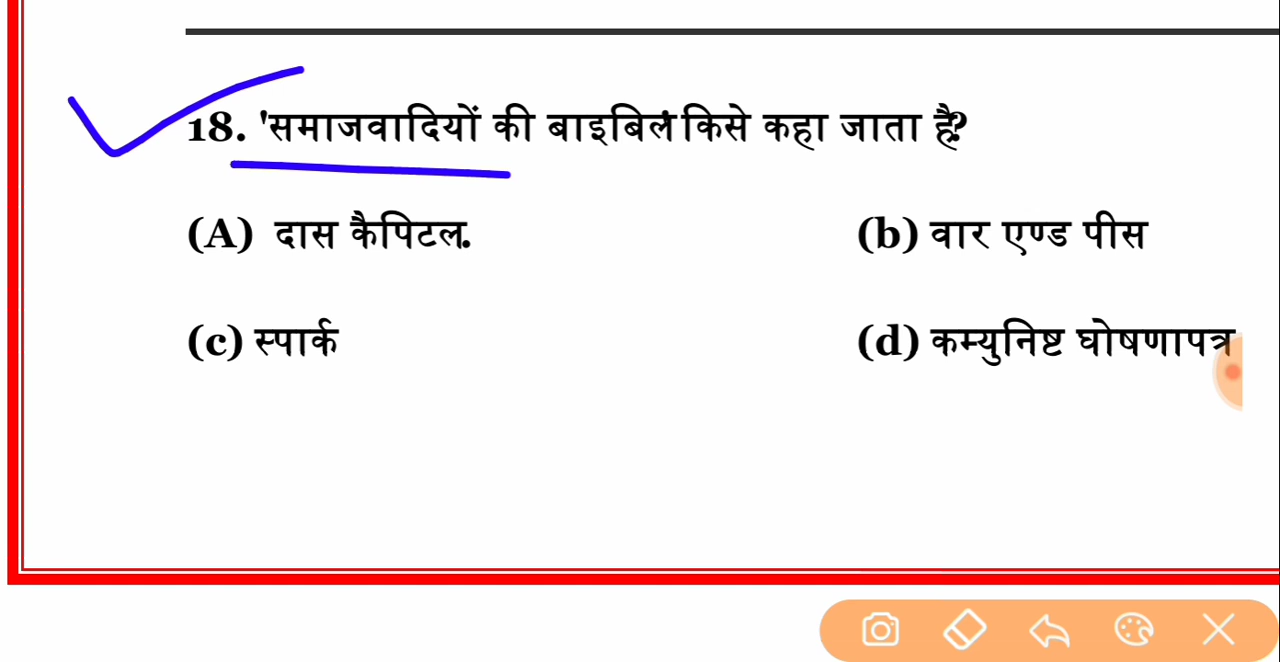 18. 'समाजवादियों की बाइबिल' किसे कहा जाता है?
(A) दास कैपिटल.
(b) वार एण्ड पीस
(c) स्पार्क
(d) कम्युनिष्ट घोषणापत्र